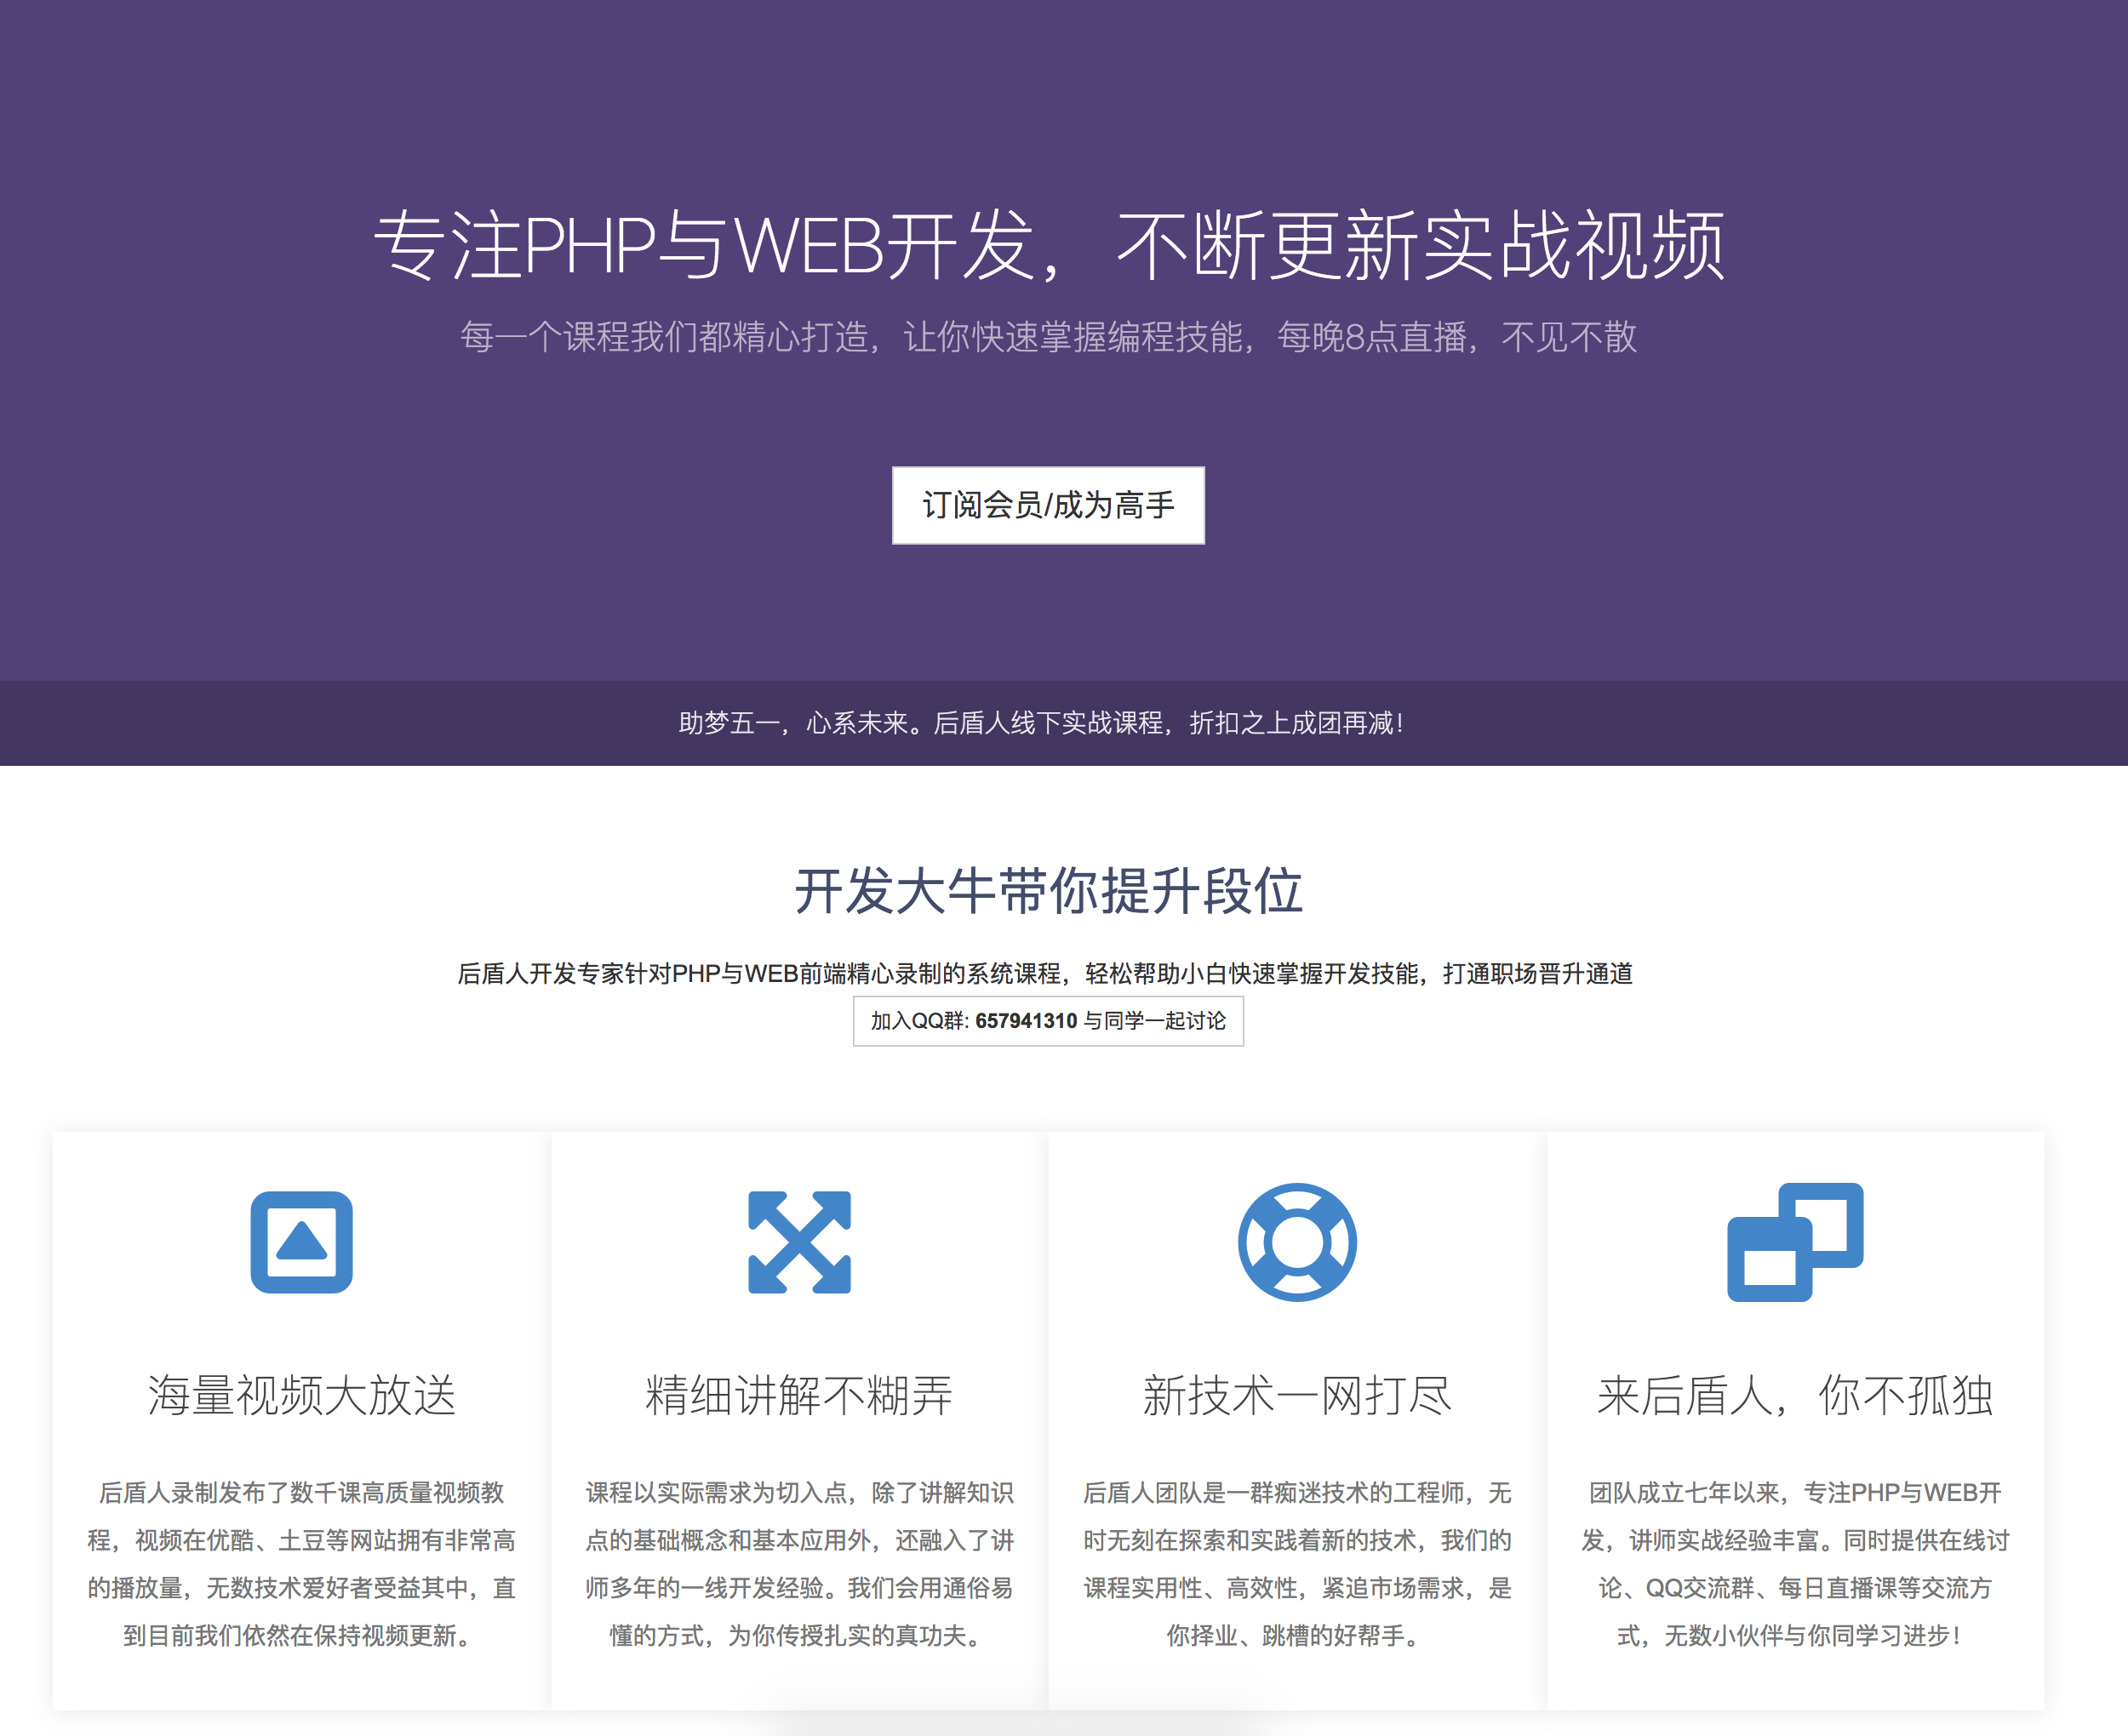 专注PHP与WEB开发，不断更新实战视频
每一个课程我们都精心打造，让你快速掌握编程技能，每晚8点直播，不见不散
订阅会员/成为高手
助梦五一，心系未来。后盾人线下实战课程，折扣之上成团再减！
开发大牛带你提升段位
后盾人开发专家针对PHP与WEB前端精心录制的系统课程，轻松帮助小白快速掌握开发技能，打通职场晋升通道
加入QQ群: 657941310 与同学一起讨论
海量视频大放送
后盾人录制发布了数千课高质量视频教
程，视频在优酷、土豆等网站拥有非常高
的播放量，无数技术爱好者受益其中，直
到目前我们依然在保持视频更新。
精细讲解不糊弄
课程以实际需求为切入点，除了讲解知识
点的基础概念和基本应用外，还融入了讲
师多年的一线开发经验。我们会用通俗易
懂的方式，为你传授扎实的真功夫。
新技术一网打尽
后盾人团队是一群痴迷技术的工程师，无
时无刻在探索和实践着新的技术，我们的
课程实用性、高效性，紧追市场需求，是
你择业、跳槽的好帮手。
来后盾人，你不孤独
团队成立七年以来，专注PHP与WEB开
发，讲师实战经验丰富。同时提供在线讨
论、QQ交流群、每日直播课等交流方
式，无数小伙伴与你同学习进步！